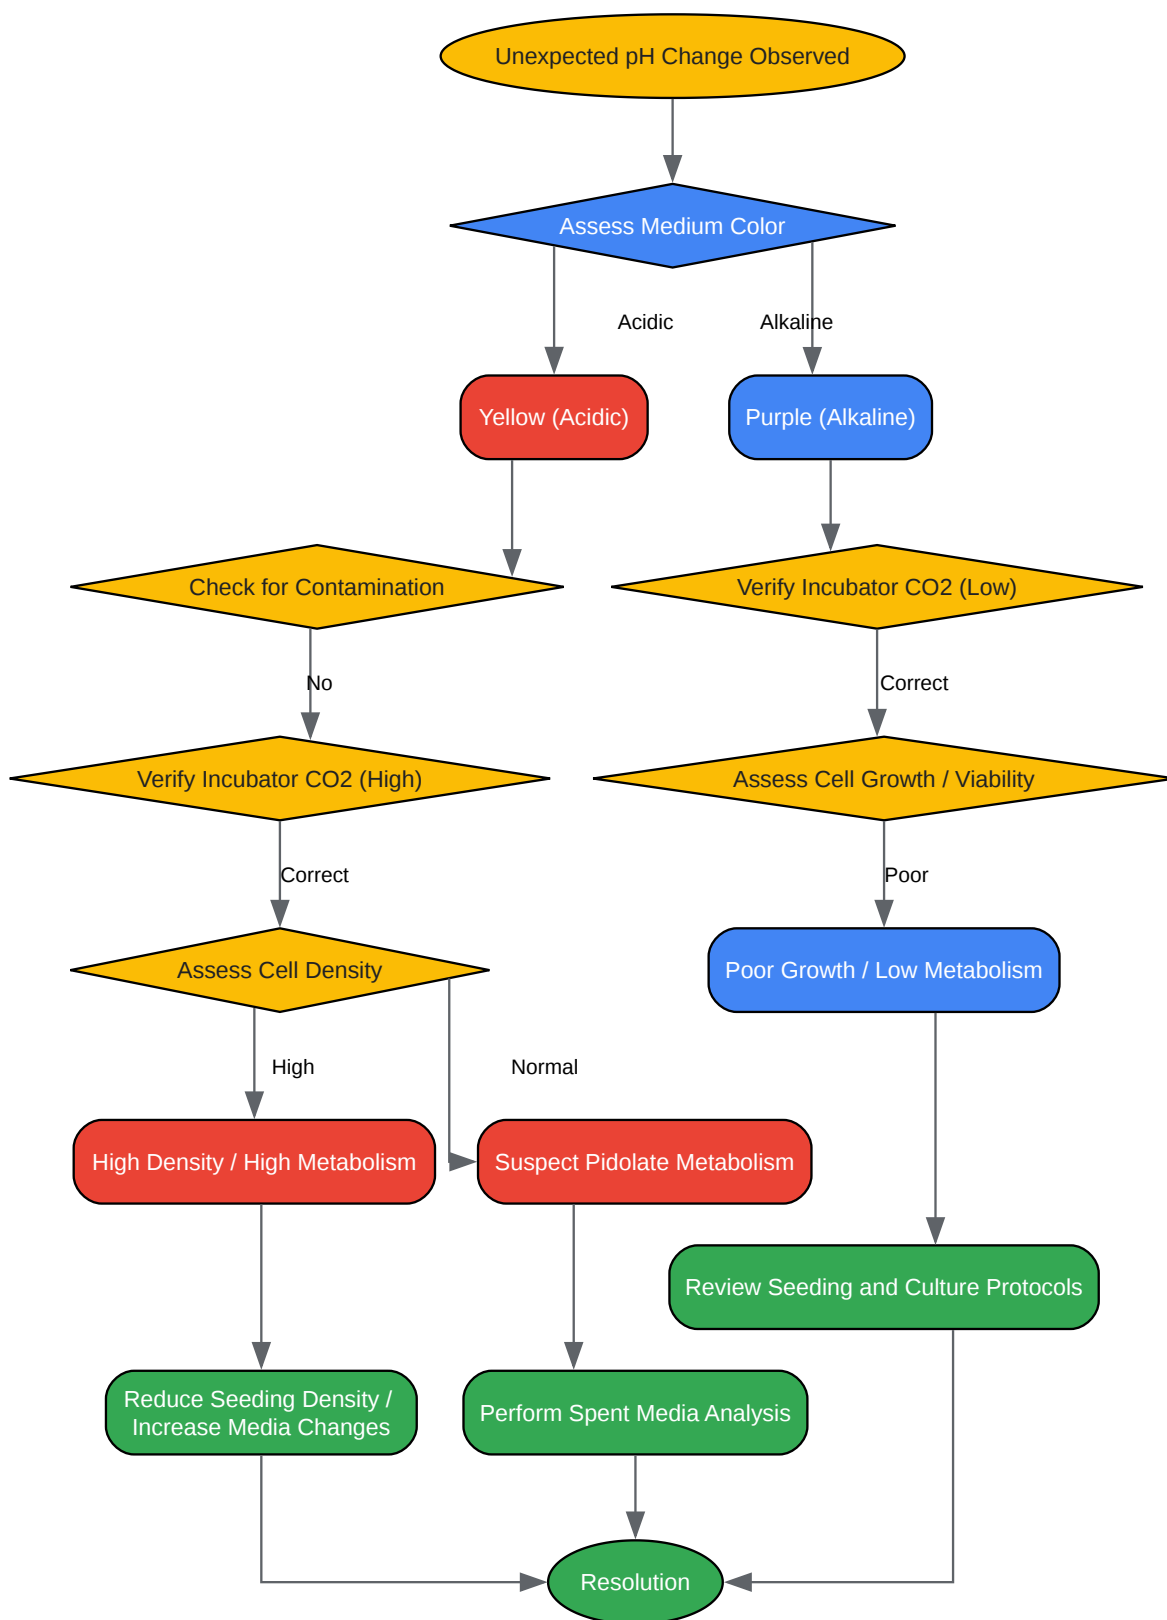 Unexpected pH Change Observed
Assess Medium Color
Acidic
Alkaline
Yellow (Acidic)
Purple (Alkaline)
Check for Contamination
Verify Incubator CO2 (Low)
No
Correct
Verify Incubator CO2 (High)
Assess Cell Growth / Viability
Correct
Poor
Assess Cell Density
Poor Growth / Low Metabolism
High
Normal
High Density / High Metabolism
Suspect Pidolate Metabolism
Review Seeding and Culture Protocols
Reduce Seeding Density /
Increase Media Changes
Perform Spent Media Analysis
Resolution